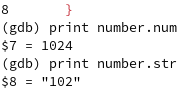 8 }
(gdb) print number.num
$7 = 1024
(gdb) print number.str
$8 = "102"